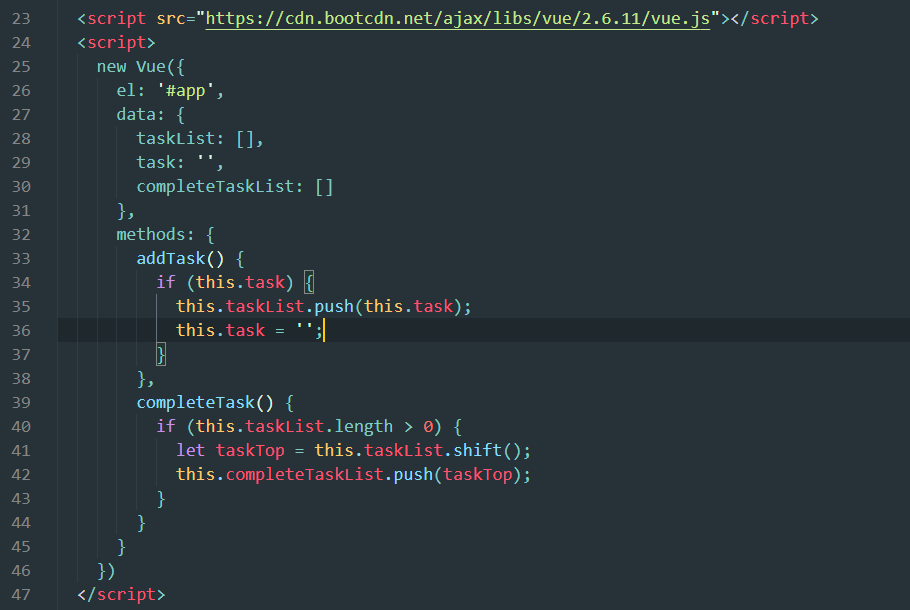 23 <script src="https://cdn.bootcdn.net/ajax/libs/vue/2.6.11/vue.js"></script>
24 <script>
25 new Vue({
26 el: '#app',
27 data: {
28 taskList: [],
29 task: '',
30 completeTaskList: []
31 },
32 methods: {
33 addTask() {
34 if (this.task) {
35 this.taskList.push(this.task);
36 this.task = '';
37 }
38 },
39 completeTask() {
40 if (this.taskList.length > 0) {
41 let taskTop = this.taskList.shift();
42 this.completeTaskList.push(taskTop);
43 }
44 }
45 }
46 })
47 </script>